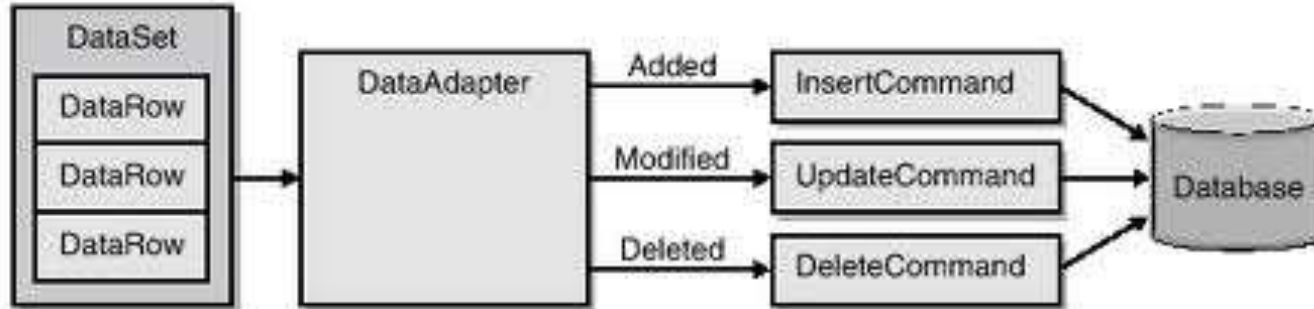 DataSet
DataRow
DataRow
DataRow
DataAdapter
Added
Modified
Deleted
InsertCommand
UpdateCommand
DeleteCommand
Database